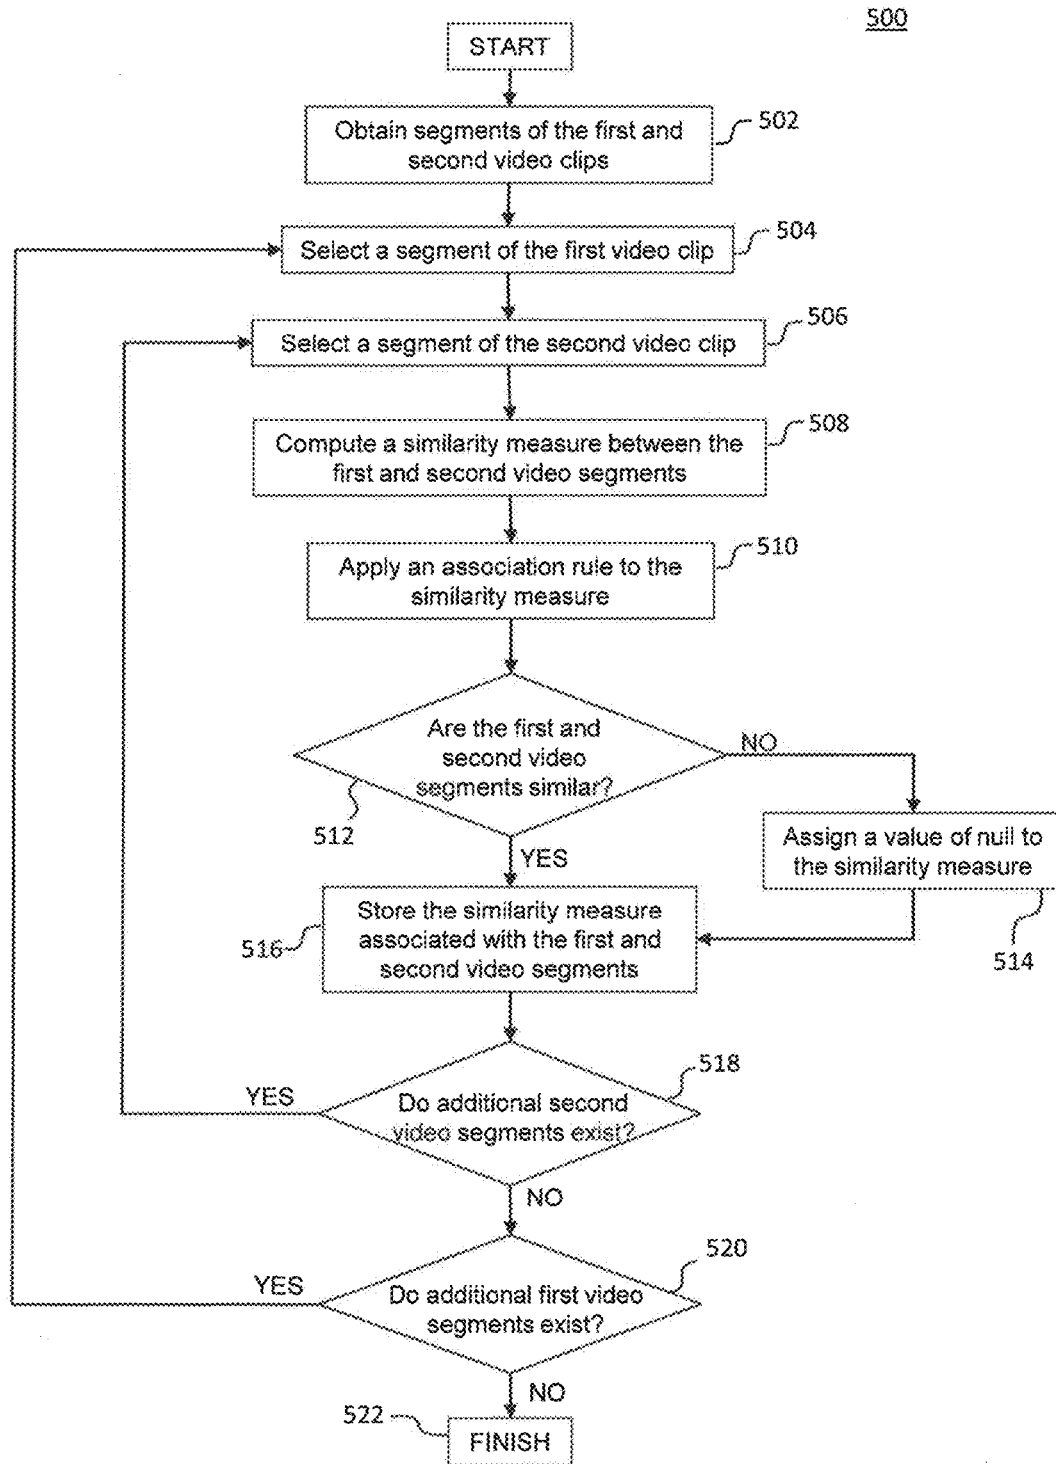 500
START
Obtain segments of the first and
second video clips
502
Select a segment of the first video clip
504
Select a segment of the second video clip
506
Compute a similarity measure between the
first and second video segments
508
Apply an association rule to the
similarity measure
510
Are the first and
second video
segments similar?
512
NO
YES
Assign a value of null to
the similarity measure
514
Store the similarity measure
associated with the first and
second video segments
516
Do additional second
video segments exist?
518
YES
NO
Do additional first video
segments exist?
520
YES
NO
522
FINISH